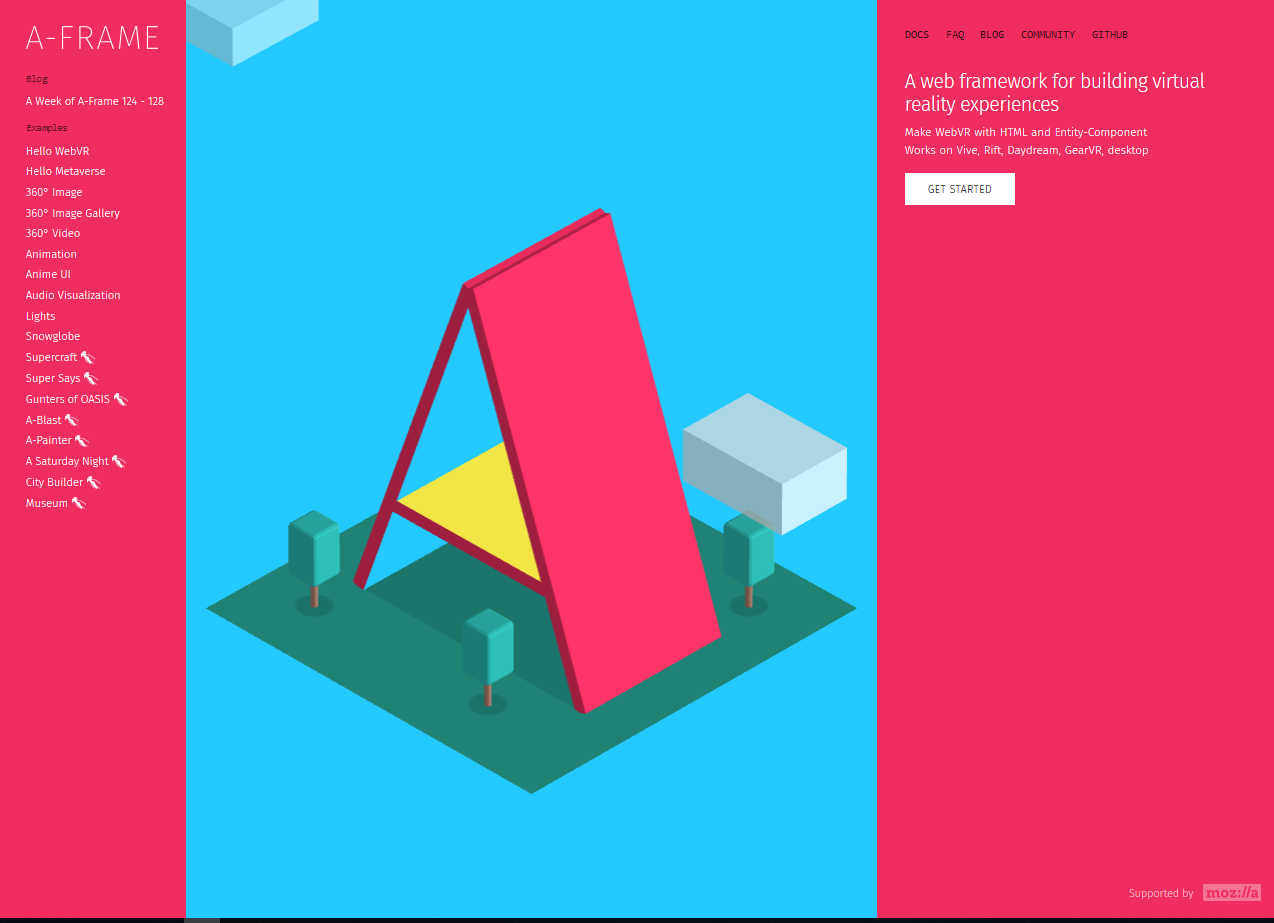 A-FRAME
Blog
A Week of A-Frame 124 - 128
Examples
Hello WebVR
Hello Metaverse
360° Image
360° Image Gallery
360° Video
Animation
Anime UI
Audio Visualization
Lights
Snowglobe
Supercraft
Super Says
Gunters of OASIS
A-Blast
A-Painter
A Saturday Night
City Builder
Museum
DOCS FAQ BLOG COMMUNITY GITHUB
A web framework for building virtual
reality experiences
Make WebVR with HTML and Entity-Component
Works on Vive, Rift, Daydream, GearVR, desktop
GET STARTED
Supported by moz://a